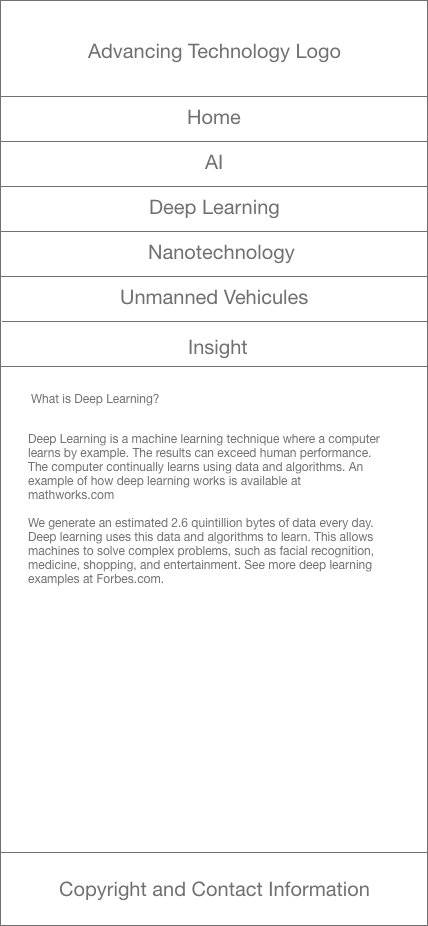 Advancing Technology Logo
Home
AI
Deep Learning
Nanotechnology
Unmanned Vehicules
Insight
What is Deep Learning?
Deep Learning is a machine learning technique where a computer
learns by example. The results can exceed human performance.
The computer continually learns using data and algorithms. An
example of how deep learning works is available at
mathworks.com
We generate an estimated 2.6 quintillion bytes of data every day.
Deep learning uses this data and algorithms to learn. This allows
machines to solve complex problems, such as facial recognition,
medicine, shopping, and entertainment. See more deep learning
examples at Forbes.com.
Copyright and Contact Information